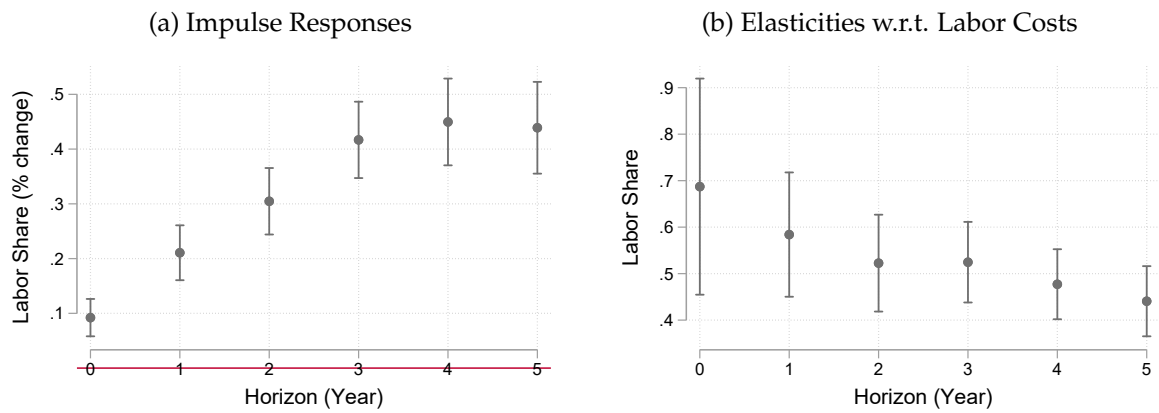 (a) Impulse Responses
Labor Share (% change)
.5
.4
.3
.2
.1
0 1 2 3 4 5
Horizon (Year)
(b) Elasticities w.r.t. Labor Costs
Labor Share
.9
.8
.7
.6
.5
.4
0 1 2 3 4 5
Horizon (Year)